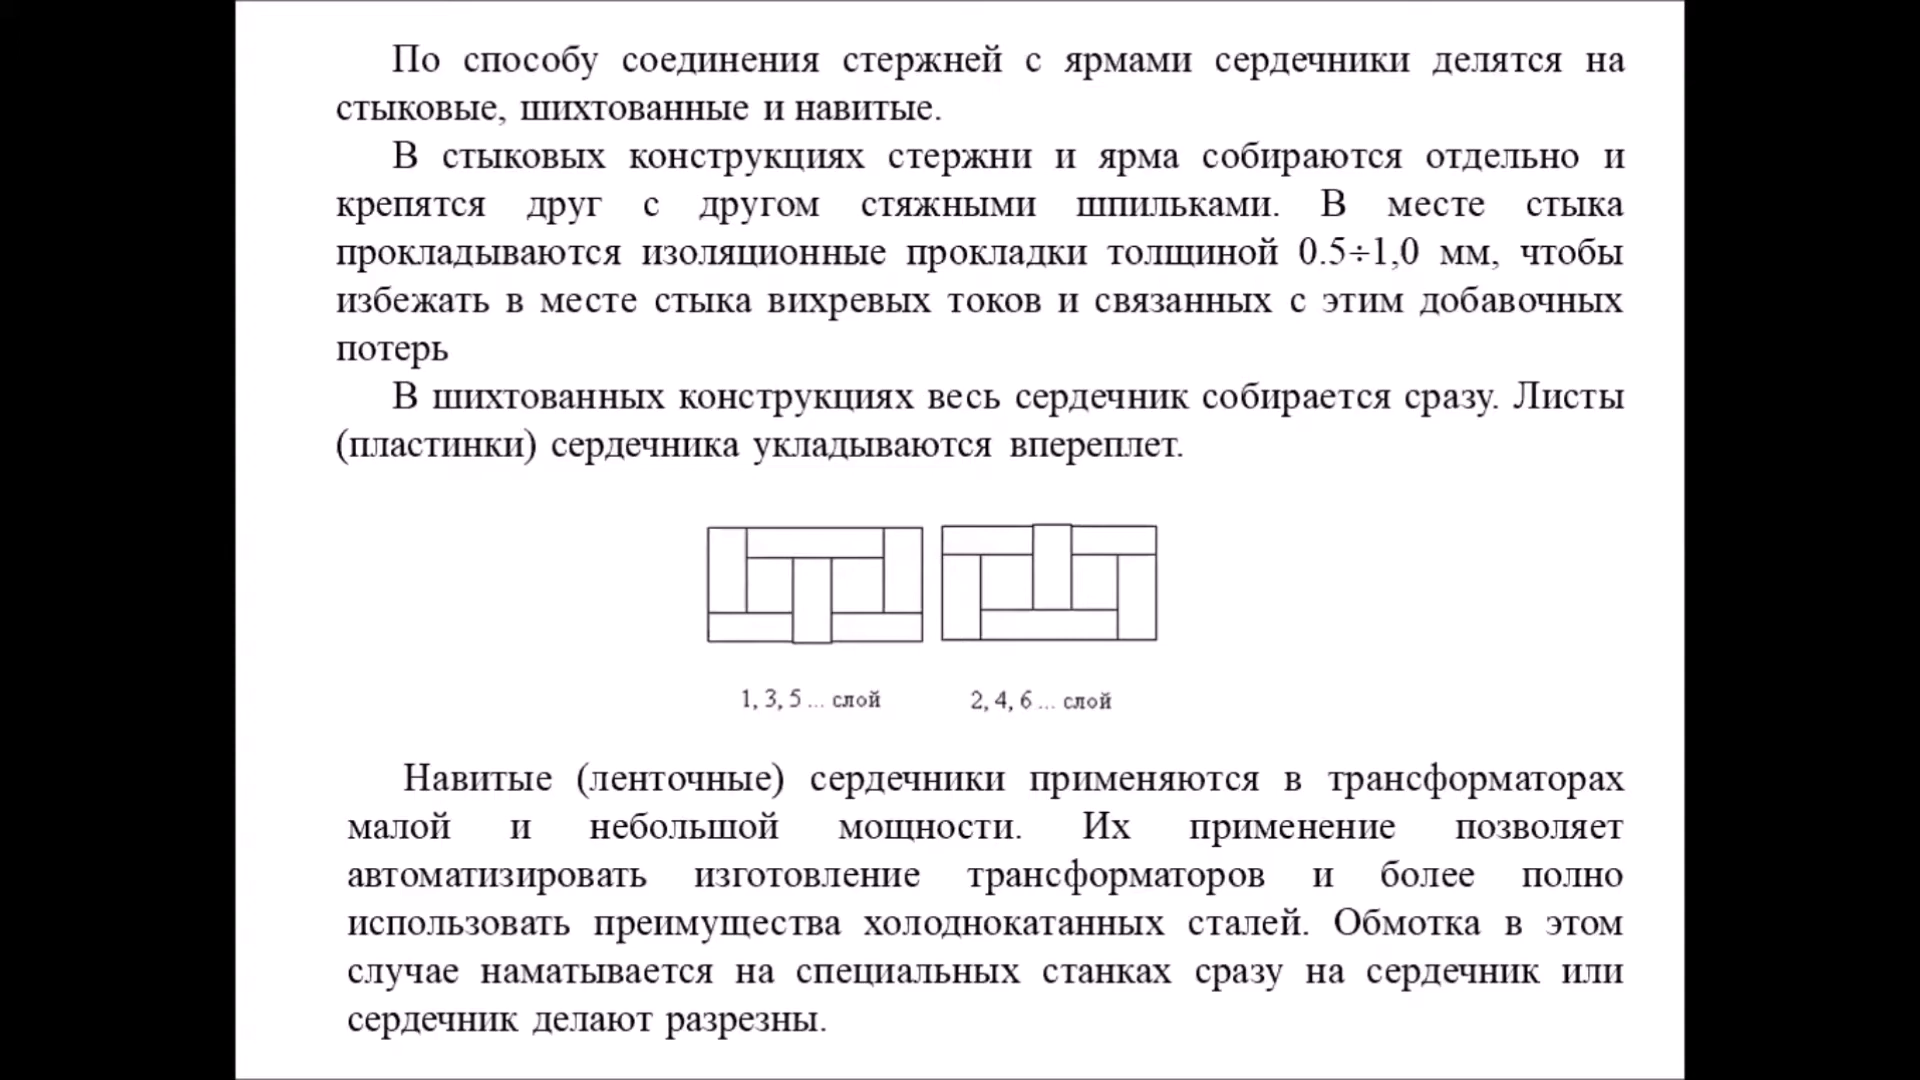 По способу соединения стержней с ярмами сердечники делятся на
стыковые, шихтованные и навитые.
В стыковых конструкциях стержни и ярма собираются отдельно и
крепятся друг с другом стяжными шпильками. В месте стыка
прокладываются изоляционные прокладки толщиной 0.5÷1,0 мм, чтобы
избежать в месте стыка вихревых токов и связанных с этим добавочных
потерь
В шихтованных конструкциях весь сердечник собирается сразу. Листы
(пластинки) сердечника укладываются впереплет.
1, 3, 5 ... слой
2, 4, 6 ... слой
Навитые (ленточные) сердечники применяются в трансформаторах
малой и небольшой мощности. Их применение позволяет
автоматизировать изготовление трансформаторов и более полно
использовать преимущества холоднокатанных сталей. Обмотка в этом
случае наматывается на специальных станках сразу на сердечник или
сердечник делают разрезны.